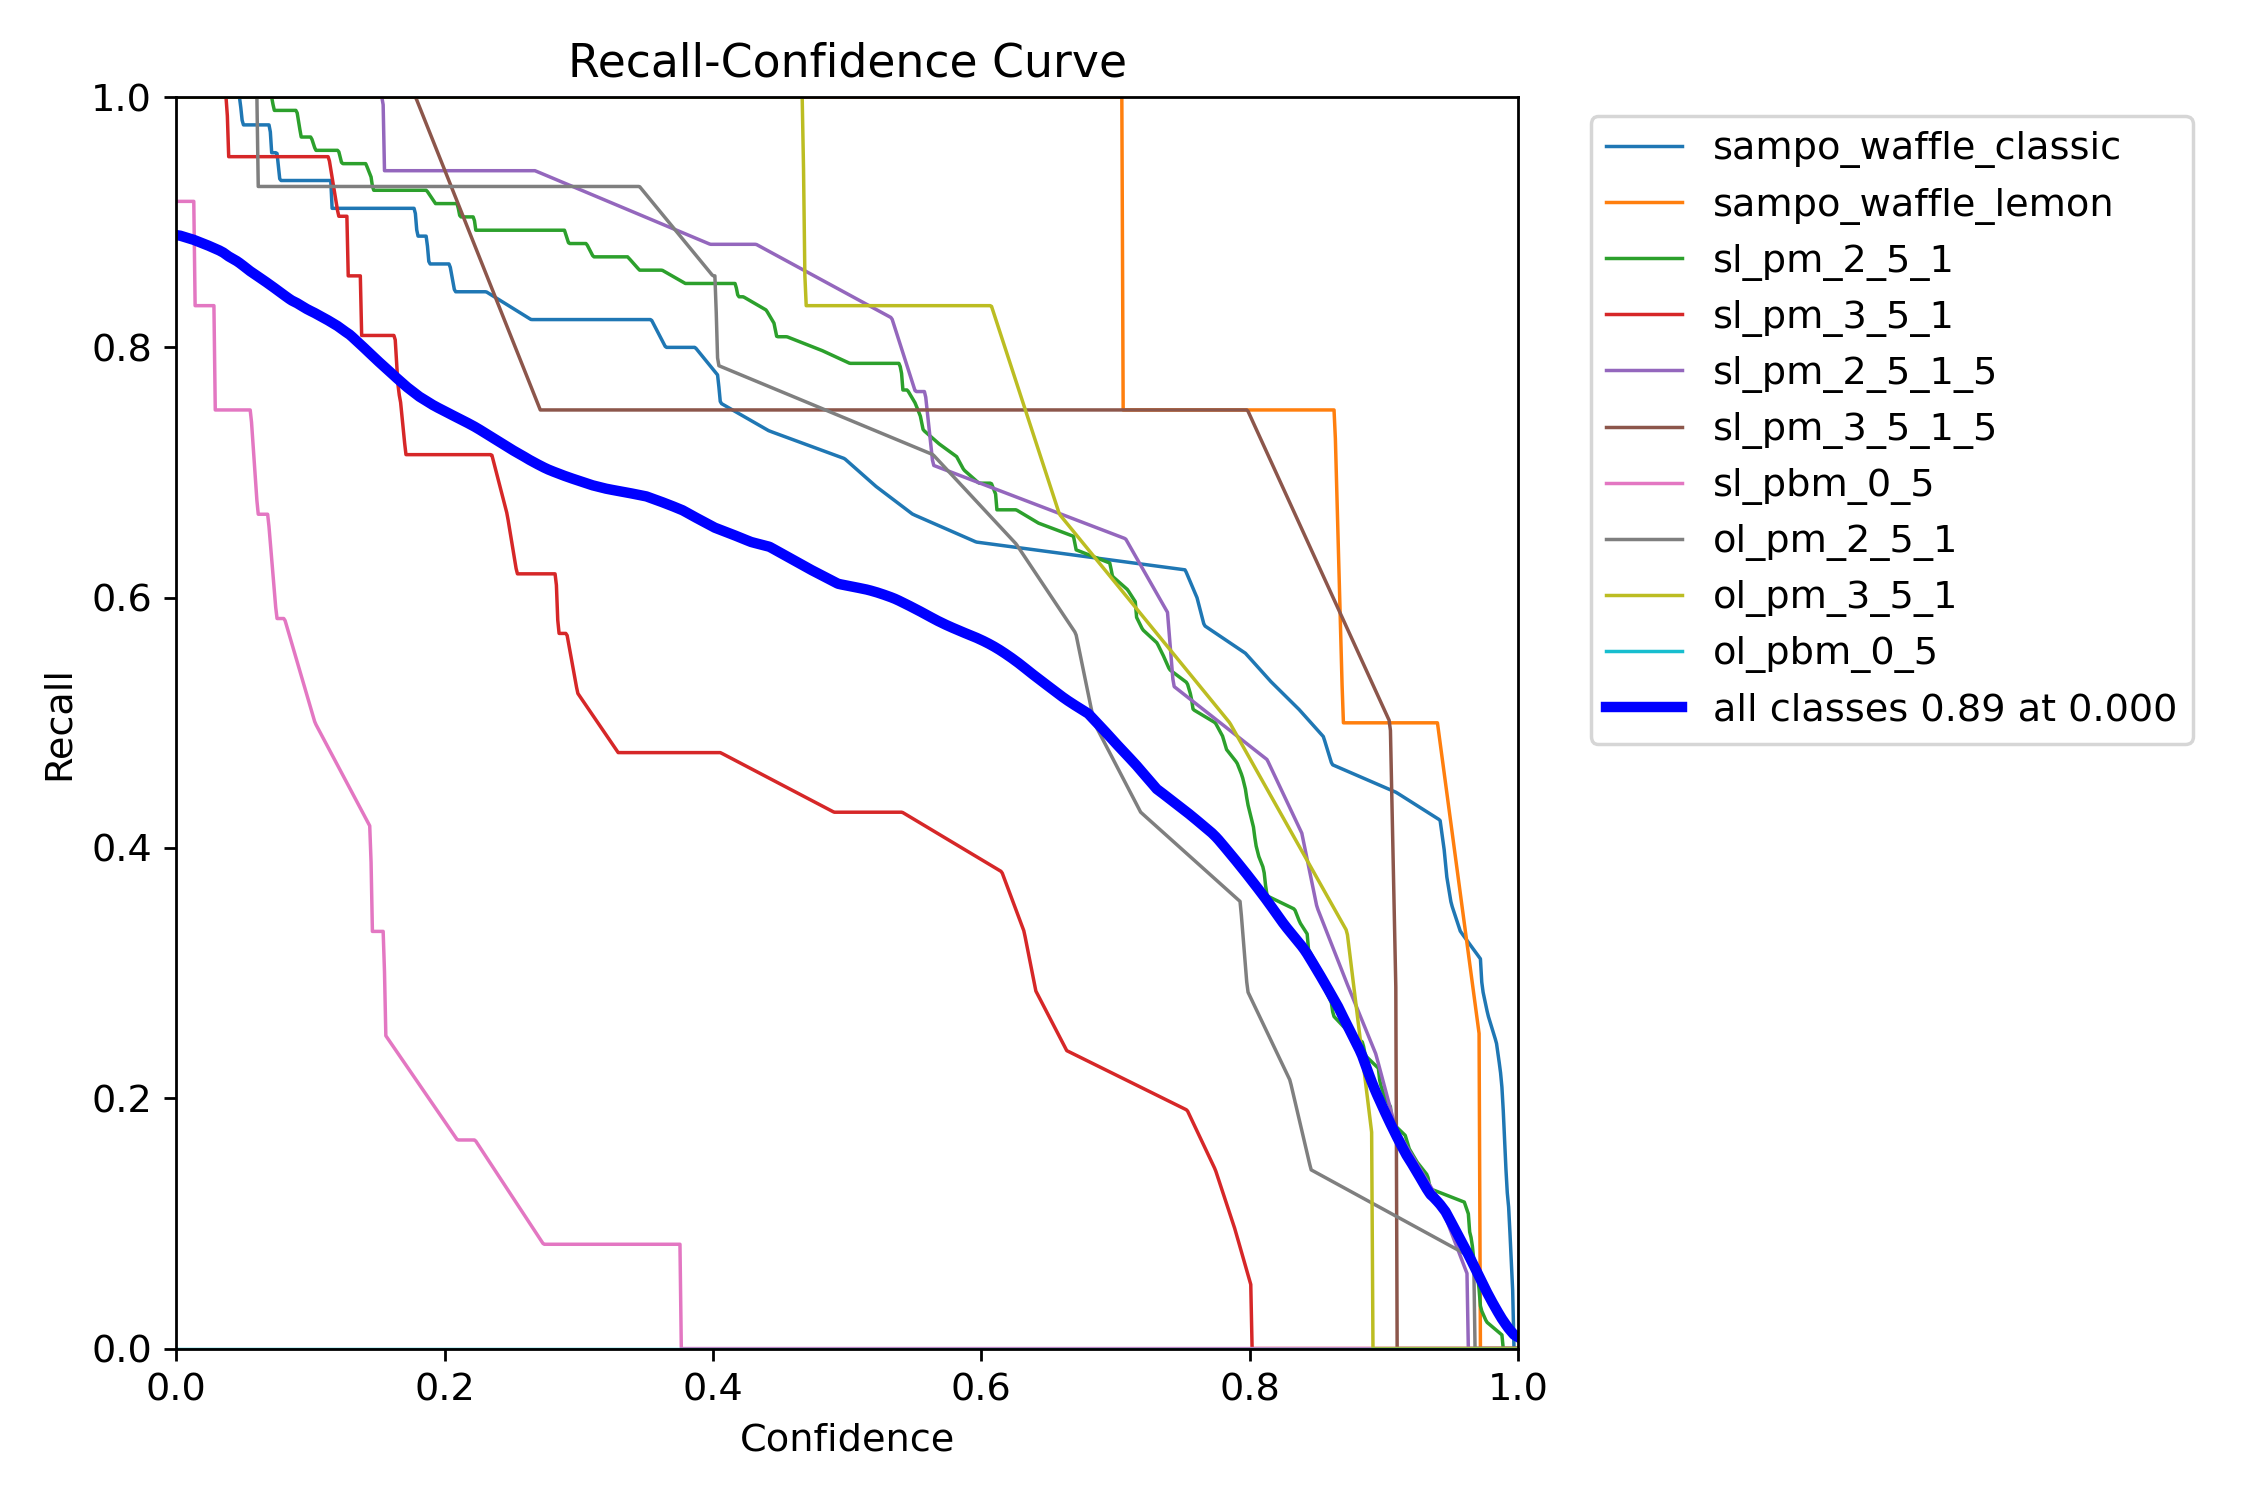 Recall-Confidence Curve
1.0
0.8
0.6
0.4
0.2
0.0
Recall
0.0 0.2 0.4 0.6 0.8 1.0
Confidence
sampo_waffle_classic
sampo_waffle_lemon
sl_pm_2_5_1
sl_pm_3_5_1
sl_pm_2_5_1_5
sl_pm_3_5_1_5
sl_pbm_0_5
ol_pm_2_5_1
ol_pm_3_5_1
ol_pbm_0_5
all classes 0.89 at 0.000